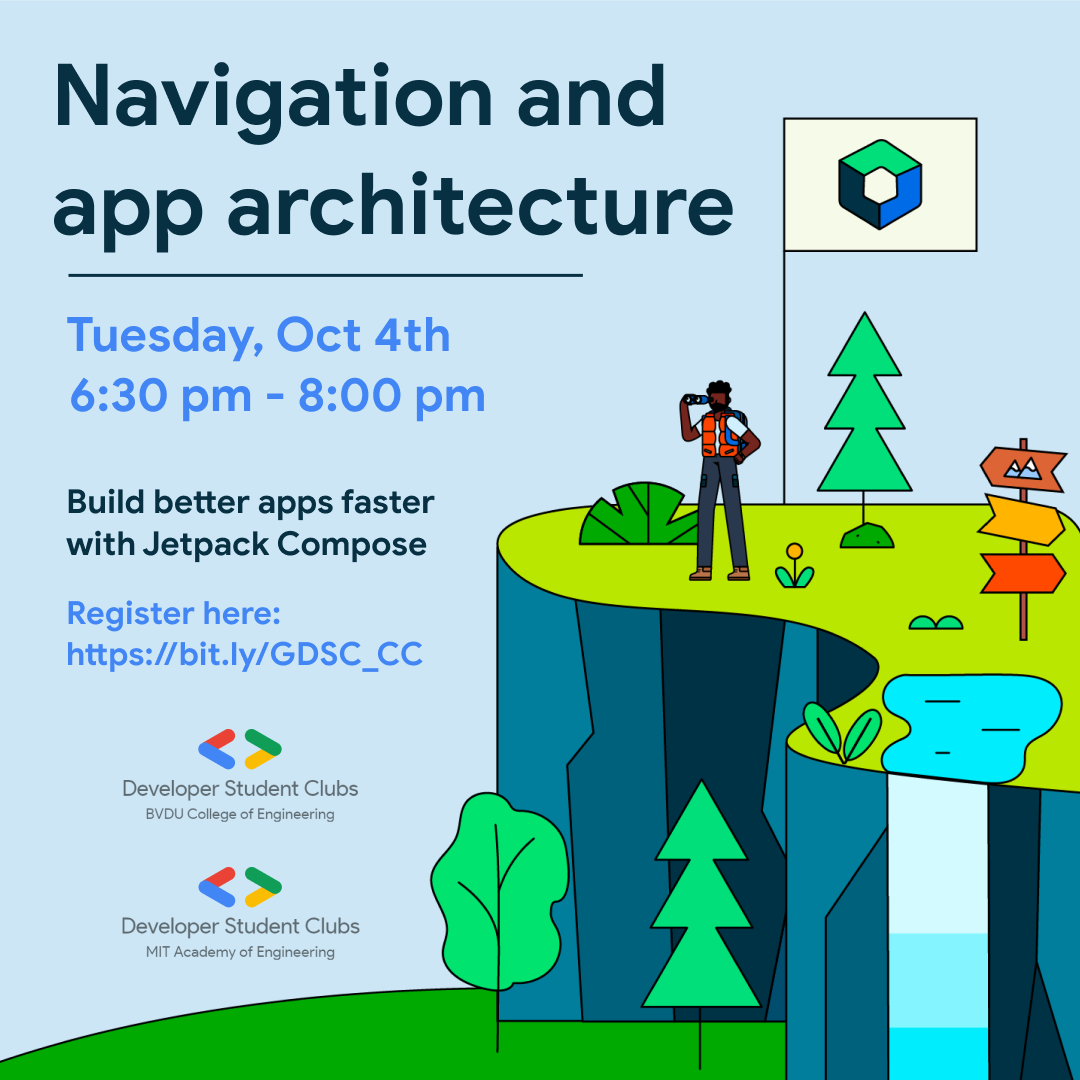 Navigation and
app architecture
Tuesday, Oct 4th
6:30 pm - 8:00 pm
Build better apps faster
with Jetpack Compose
Register here:
https://bit.ly/GDSC_CC
Developer Student Clubs
BVDU College of Engineering
Developer Student Clubs
MIT Academy of Engineering